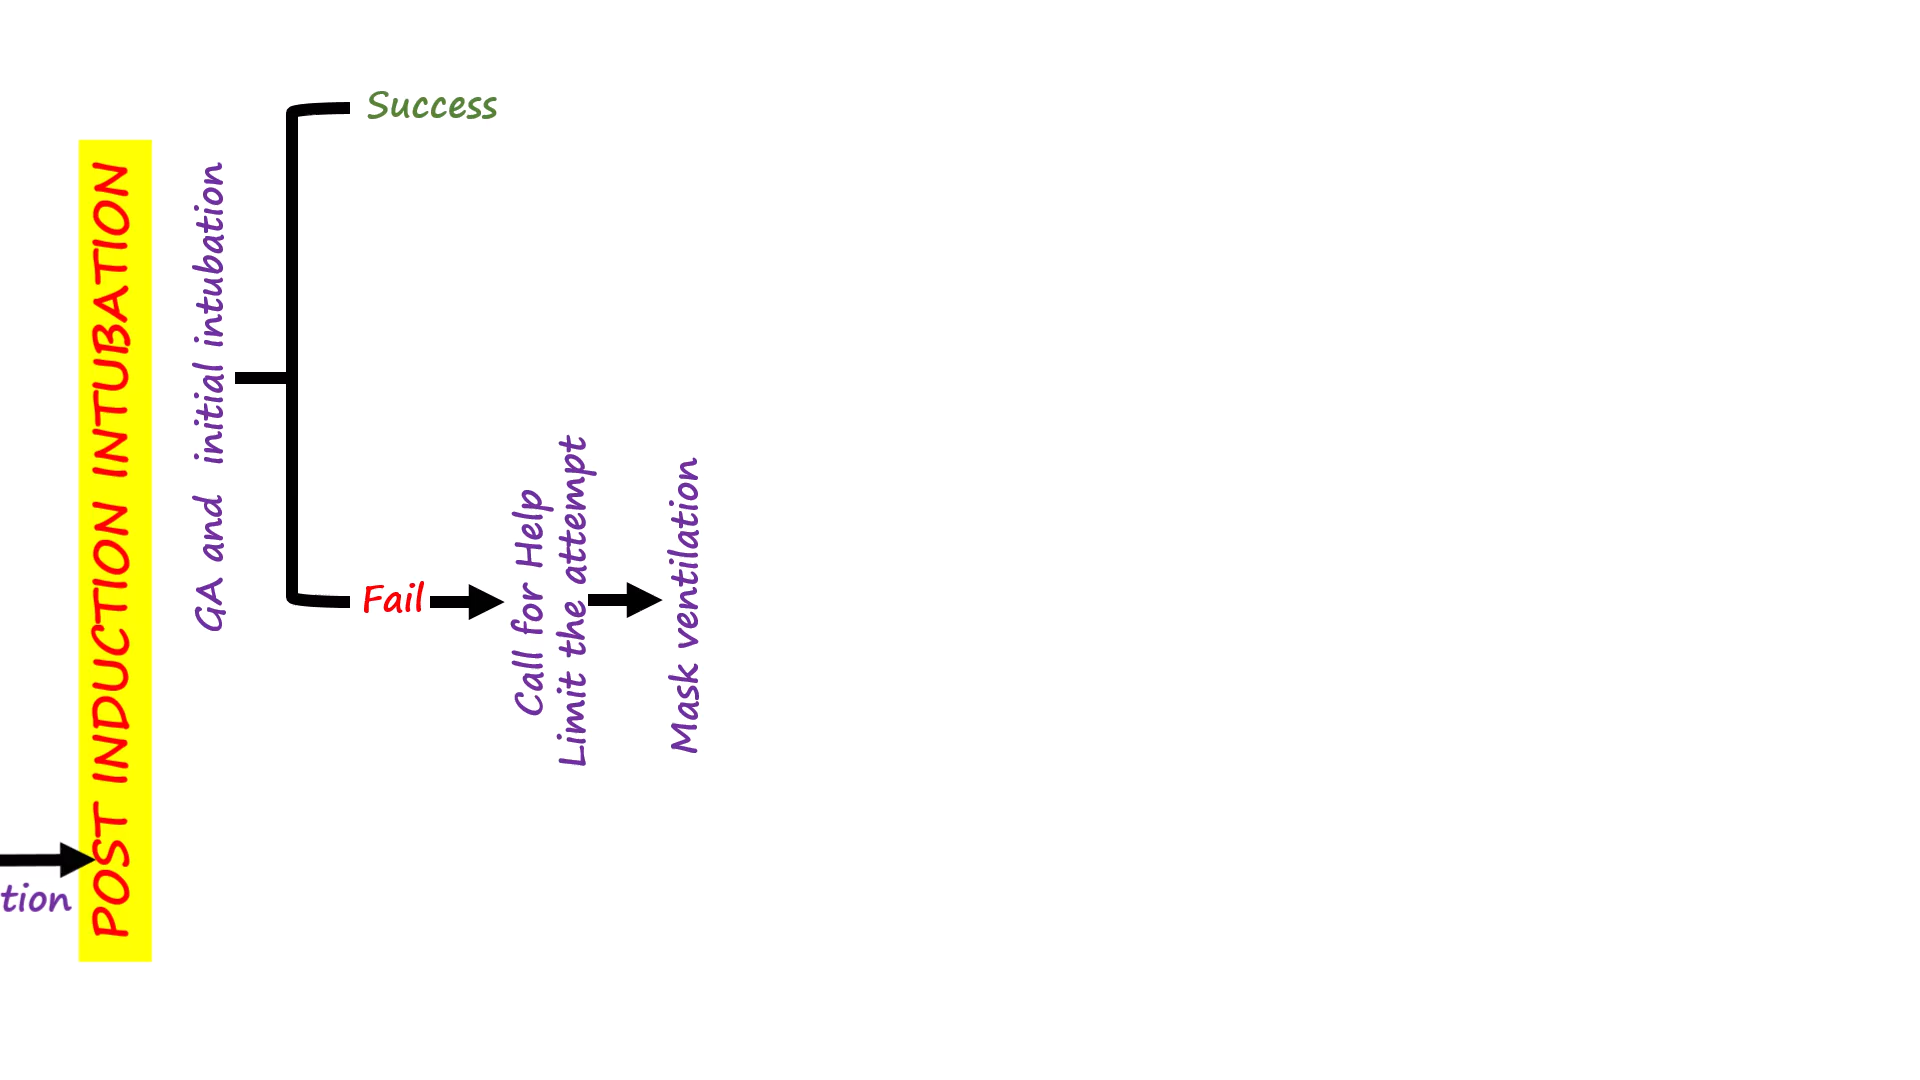 POST INDUCTION INTUBATION
GA and initial intubation
Success
Fail
Call for Help
Limit the attempt
Mask ventilation
tion